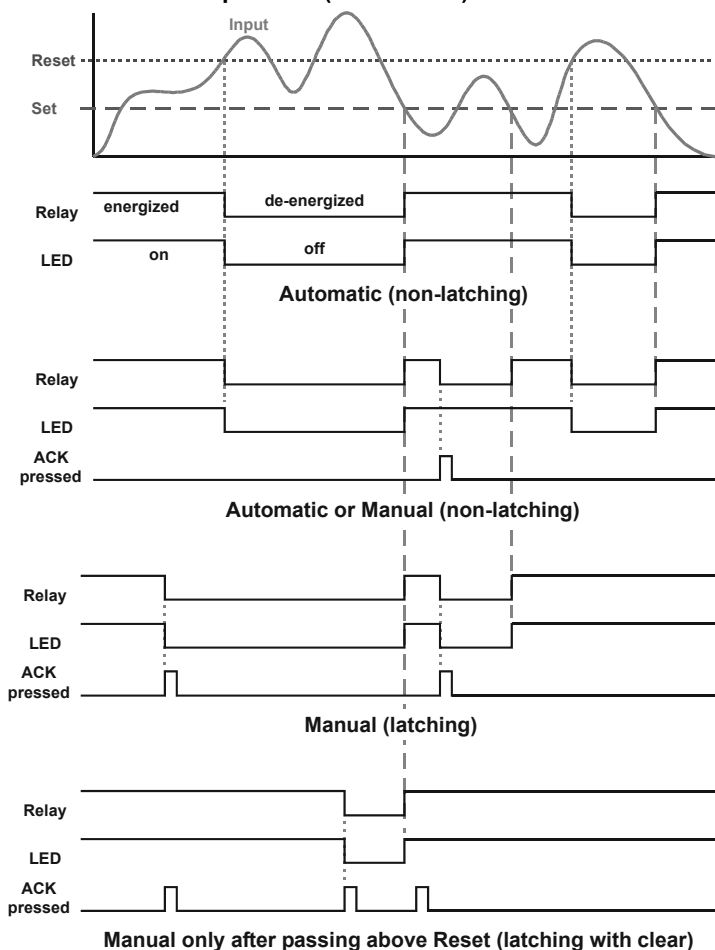 Input
Reset
Set
Relay energized de-energized
LED on off
Automatic (non-latching)
Relay
LED
ACK
pressed
Automatic or Manual (non-latching)
Relay
LED
ACK
pressed
Manual (latching)
Relay
LED
ACK
pressed
Manual only after passing above Reset (latching with clear)